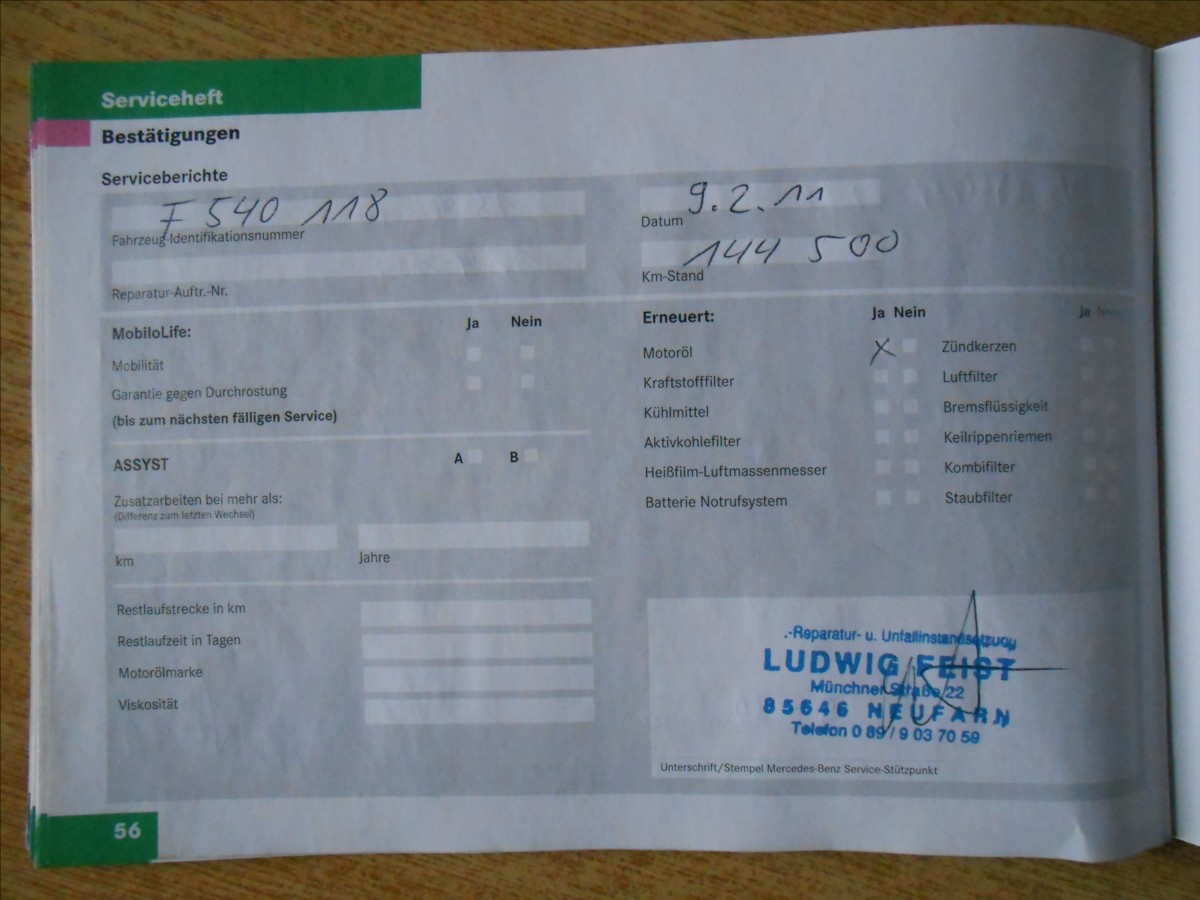 Serviceheft
Bestätigungen
Serviceberichte
F 540 118
Fahrzeug-Identifikationsnummer
9.2.11
Datum
144 500
Km-Stand
Reparatur-Auftr.-Nr.
MobiloLife: Ja Nein
Mobilität
Garantie gegen Durchrostung
(bis zum nächsten fälligen Service)
ASSYST A B
Zusatzarbeiten bei mehr als:
(Differenz zum letzten Wechsel)
km Jahre
Restlaufstrecke in km
Restlaufzeit in Tagen
Motorölmarke
Viskosität
Erneuert: Ja Nein Ja Nein
Motoröl X Zündkerzen
Kraftstofffilter Luftfilter
Kühlmittel Bremsflüssigkeit
Aktivkohlefilter Keilrippenriemen
Heißfilm-Luftmassenmesser Kombifilter
Batterie Notrufsystem Staubfilter
.-Reparatur- u. Unfallinstandsetzung
LUDWIG FEIST
Münchner Straße 22
85646 NEUFARN
Telefon 0 89 / 9 03 70 59
Unterschrift/Stempel Mercedes-Benz Service-Stützpunkt
56